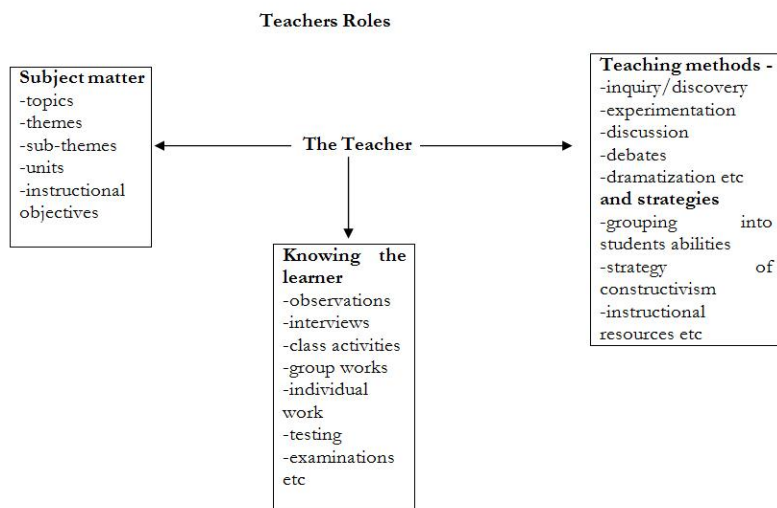 Teachers Roles
Subject matter
-topics
-themes
-sub-themes
-units
-instructional
objectives
The Teacher
Teaching methods -
-inquiry/discovery
-experimentation
-discussion
-debates
-dramatization etc
and strategies
-grouping into
students abilities
-strategy of
constructivism
-instructional
resources etc
Knowing the
learner
-observations
-interviews
-class activities
-group works
-individual
work
-testing
-examinations
etc